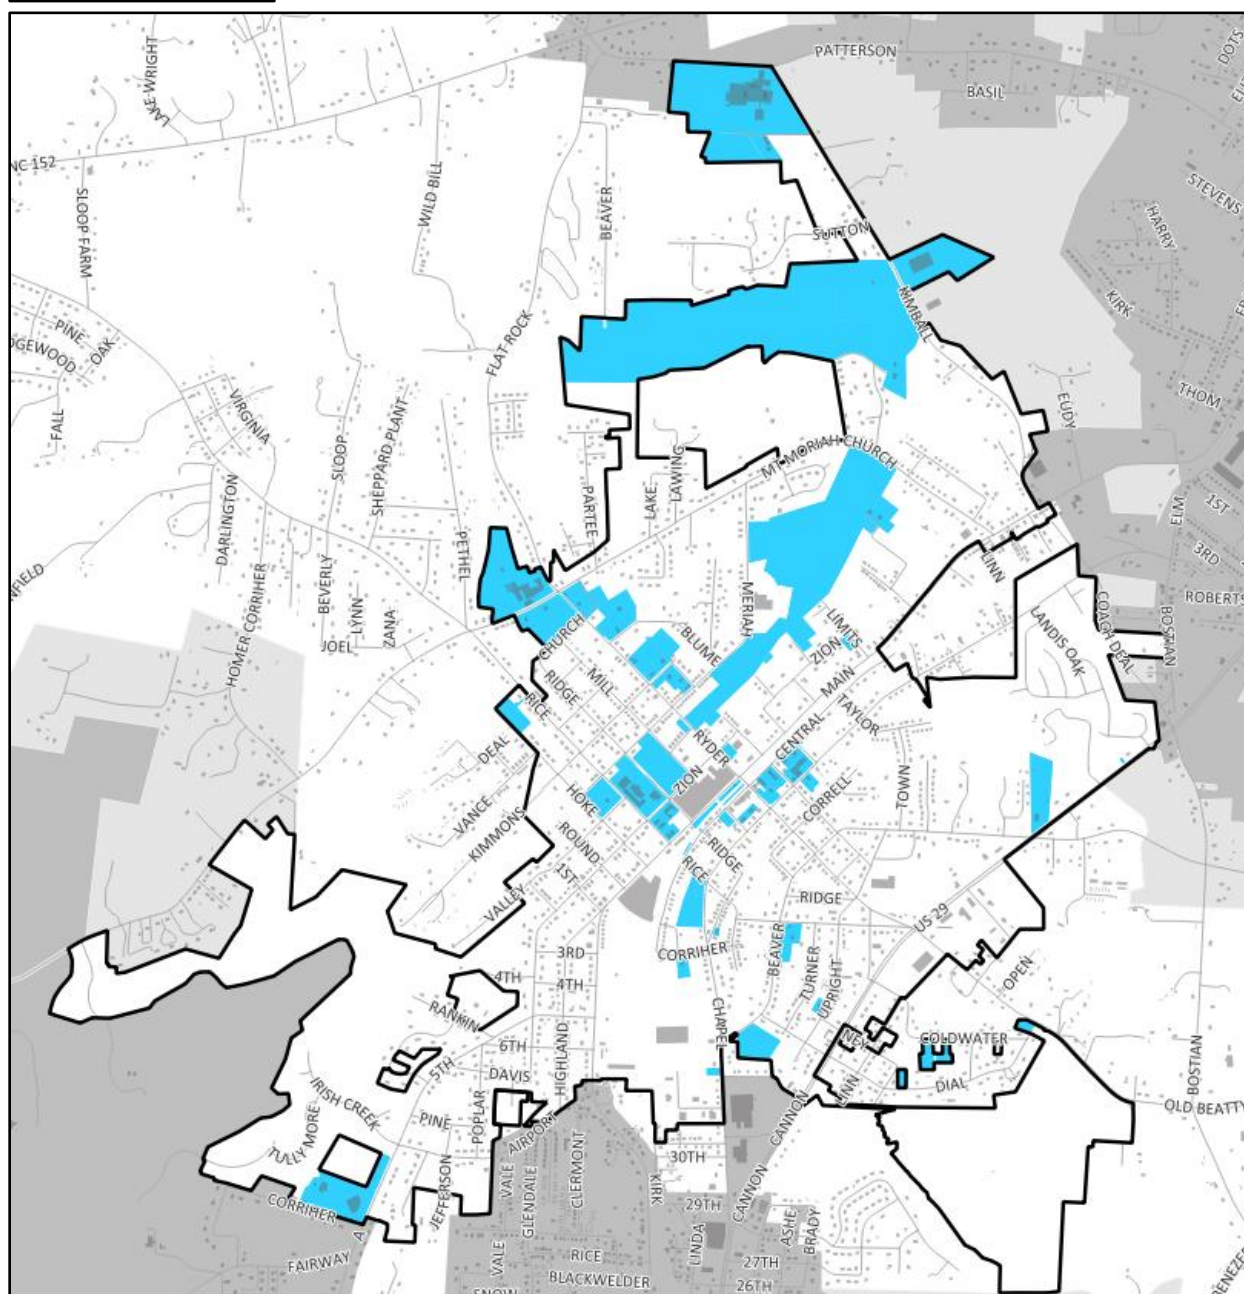 PATTERSON
DOTS
LAKE WRIGHT
BASIL
NC 152
WILD BILL
SLOOP FARM
BEAVER
SUTTON
STEVENS
HARRY
KIRK
KIMBALL
PINE
OAK
FLAT ROCK
FALL
VIRGINIA
SLOOP
SHEPPARD PLANT
EUDY
THOM
MT MORIAH CHURCH
LAWING
LAKE
PARTEE
DARLINGTON
PETHEL
ELM
1ST
3RD
LINN
ROBERTS
BEVERLY
LYNN
ZANA
JOEL
HOMER CORRIHER
MERIAH
LIMITS
ZION
BLUME
CHURCH
MILL
RIDGE
RICE
LANDIS OAK
COACH DEAL
BOSTIAN
MAIN
TAYLOR
CENTRAL
RYDER
ZION
DEAL
HOKE
CORRELL
TOWN
VANCE
KIMMONS
ROUND
1ST
RIDGE
RICE
VALLEY
RIDGE
US 29
3RD
CORRIHER
BEAVER
TURNER
UPRIGHT
OPEN
4TH
4TH
RANKIN
HIGHLAND
CHAPEL
6TH
5TH
DAVIS
NEY
COLDWATER
DIAL
LINN
BOSTIAN
IRISH CREEK
TULLY MORE
PINE
POPLAR
AIRPORT
CANNON
OLD BEATTY
CORRIHER
JEFFERSON
VALE
GLENDALE
CLERMONT
30TH
KIRK
29TH
CANNON
LINDA
ASHE
BRADY
FAIRWAY
A
VALE
RICE
27TH
BLACKWELDER
26TH